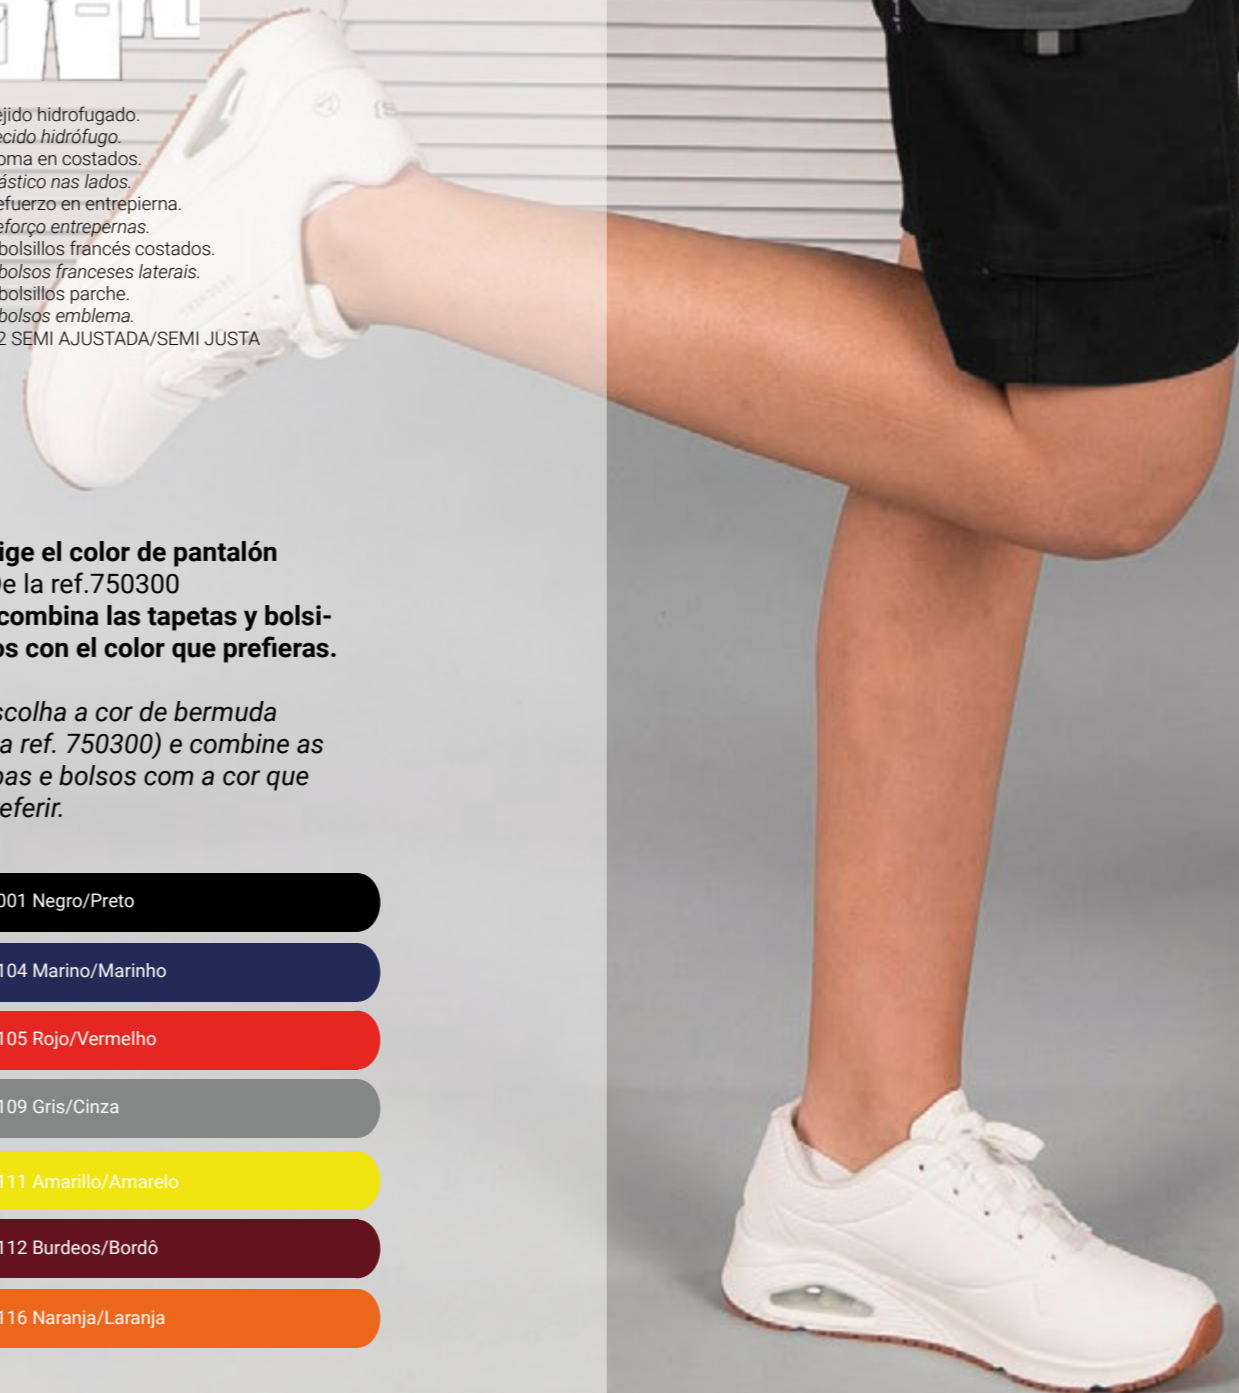 ejido hidrofugado.
ecido hidrófugo.
oma en costados.
ástico nas lados.
efuerzo en entrepierna.
eforço entrepernas.
bolsillos francés costados.
bolsos franceses laterais.
bolsillos parche.
bolsos emblema.
2 SEMI AJUSTADA/SEMI JUSTA
ige el color de pantalón
De la ref.750300
combina las tapetas y bolsi-
os con el color que prefieras.
scolha a cor de bermuda
a ref. 750300) e combine as
pas e bolsos com a cor que
eferir.
001 Negro/Preto
104 Marino/Marinho
105 Rojo/Vermelho
109 Gris/Cinza
111 Amarillo/Amarelo
112 Burdeos/Bordô
116 Naranja/Laranja